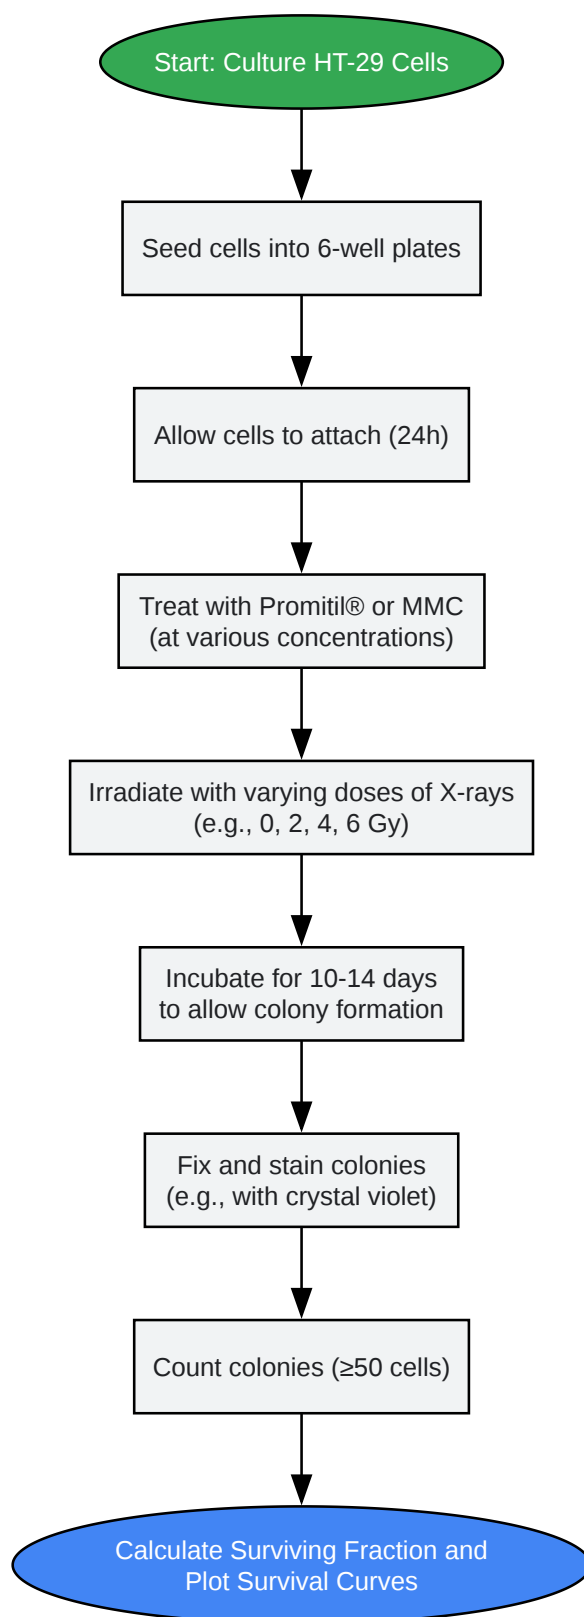 Start: Culture HT-29 Cells
Seed cells into 6-well plates
Allow cells to attach (24h)
Treat with Promitil® or MMC
(at various concentrations)
Irradiate with varying doses of X-rays
(e.g., 0, 2, 4, 6 Gy)
Incubate for 10-14 days
to allow colony formation
Fix and stain colonies
(e.g., with crystal violet)
Count colonies (≥50 cells)
Calculate Surviving Fraction and
Plot Survival Curves